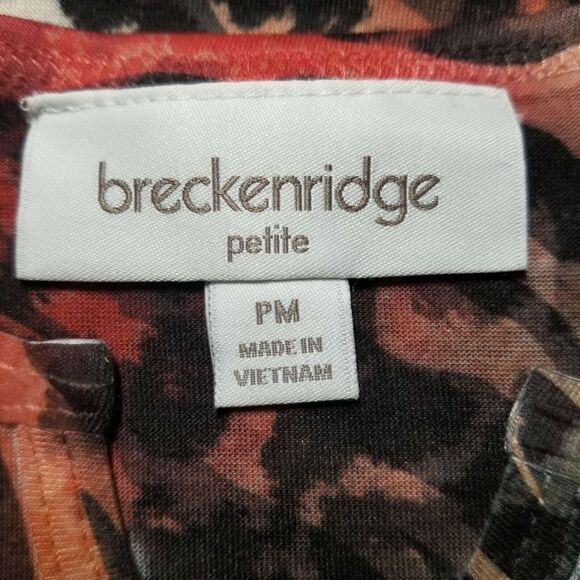 breckenridge
petite
PM
MADE IN
VIETNAM